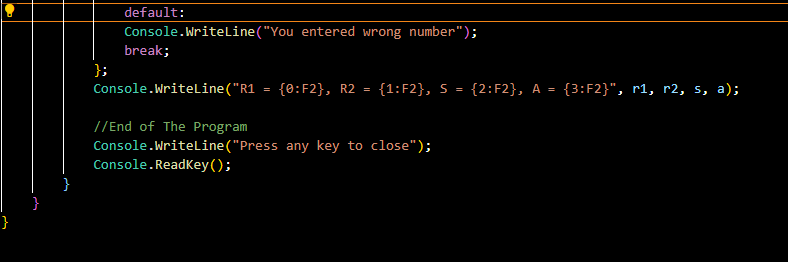 default:
Console.WriteLine("You entered wrong number");
break;
};
Console.WriteLine("R1 = {0:F2}, R2 = {1:F2}, S = {2:F2}, A = {3:F2}", r1, r2, s, a);
//End of The Program
Console.WriteLine("Press any key to close");
Console.ReadKey();
}
}
}